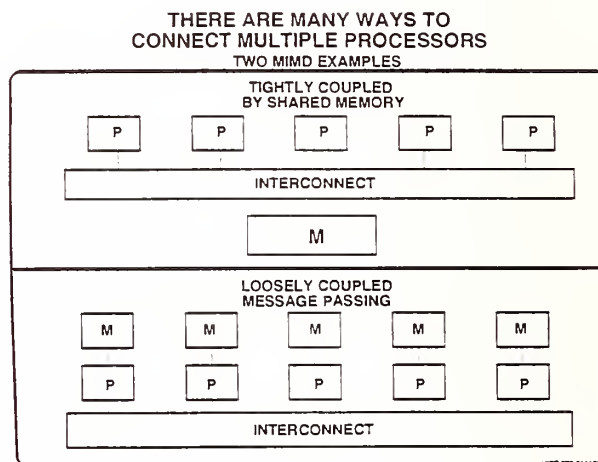 THERE ARE MANY WAYS TO
CONNECT MULTIPLE PROCESSORS
TWO MIMD EXAMPLES
TIGHTLY COUPLED
BY SHARED MEMORY
P P P P P
INTERCONNECT
M
LOOSELY COUPLED
MESSAGE PASSING
M M M M M
P P P P P
INTERCONNECT